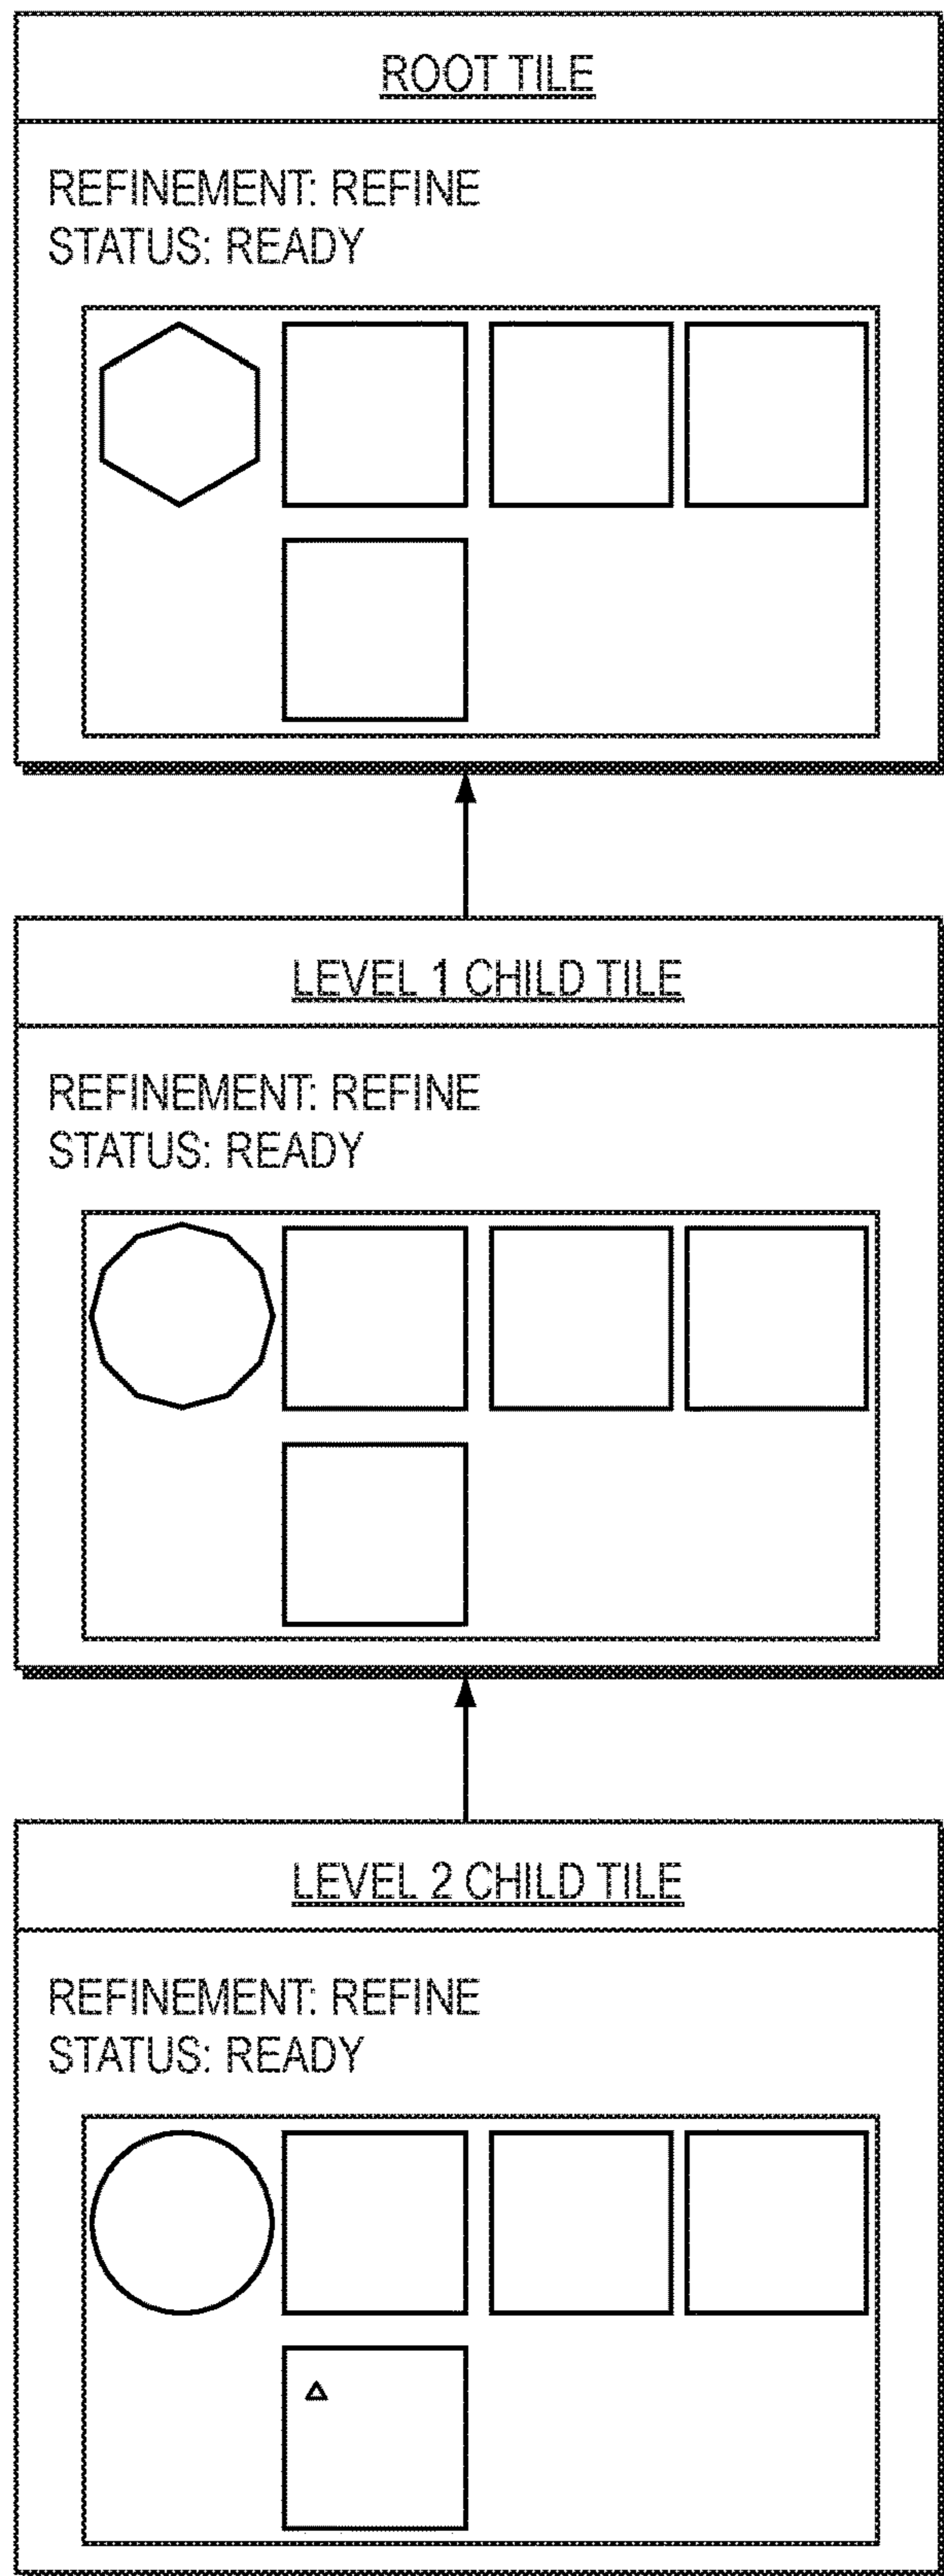 ROOT TILE
REFINEMENT: REFINE
STATUS: READY
LEVEL 1 CHILD TILE
REFINEMENT: REFINE
STATUS: READY
LEVEL 2 CHILD TILE
REFINEMENT: REFINE
STATUS: READY